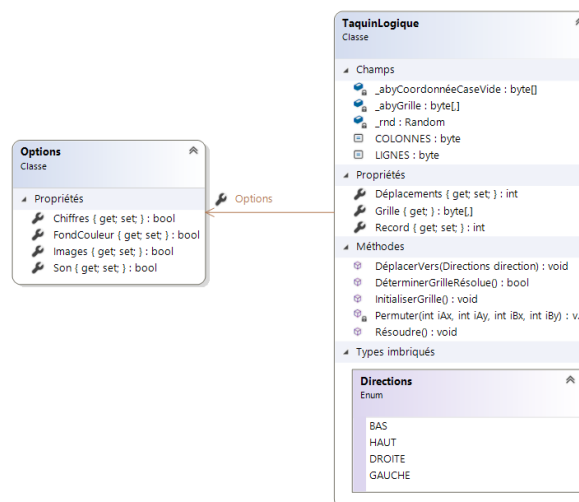 Options
Classe
Propriétés
Chiffres { get; set; } : bool
FondCouleur { get; set; } : bool
Images { get; set; } : bool
Son { get; set; } : bool
Options
TaquinLogique
Classe
Champs
_abyCoordonnéeCaseVide : byte[]
_abyGrille : byte[,]
_rnd : Random
COLONNES : byte
LIGNES : byte
Propriétés
Déplacements { get; set; } : int
Grille { get; } : byte[,]
Record { get; set; } : int
Méthodes
DéplacerVers(Directions direction) : void
DéterminerGrilleRésolue() : bool
InitialiserGrille() : void
Permuter(int iAx, int iAy, int iBx, int iBy) : v..
Résoudre() : void
Types imbriqués
Directions
Enum
BAS
HAUT
DROITE
GAUCHE